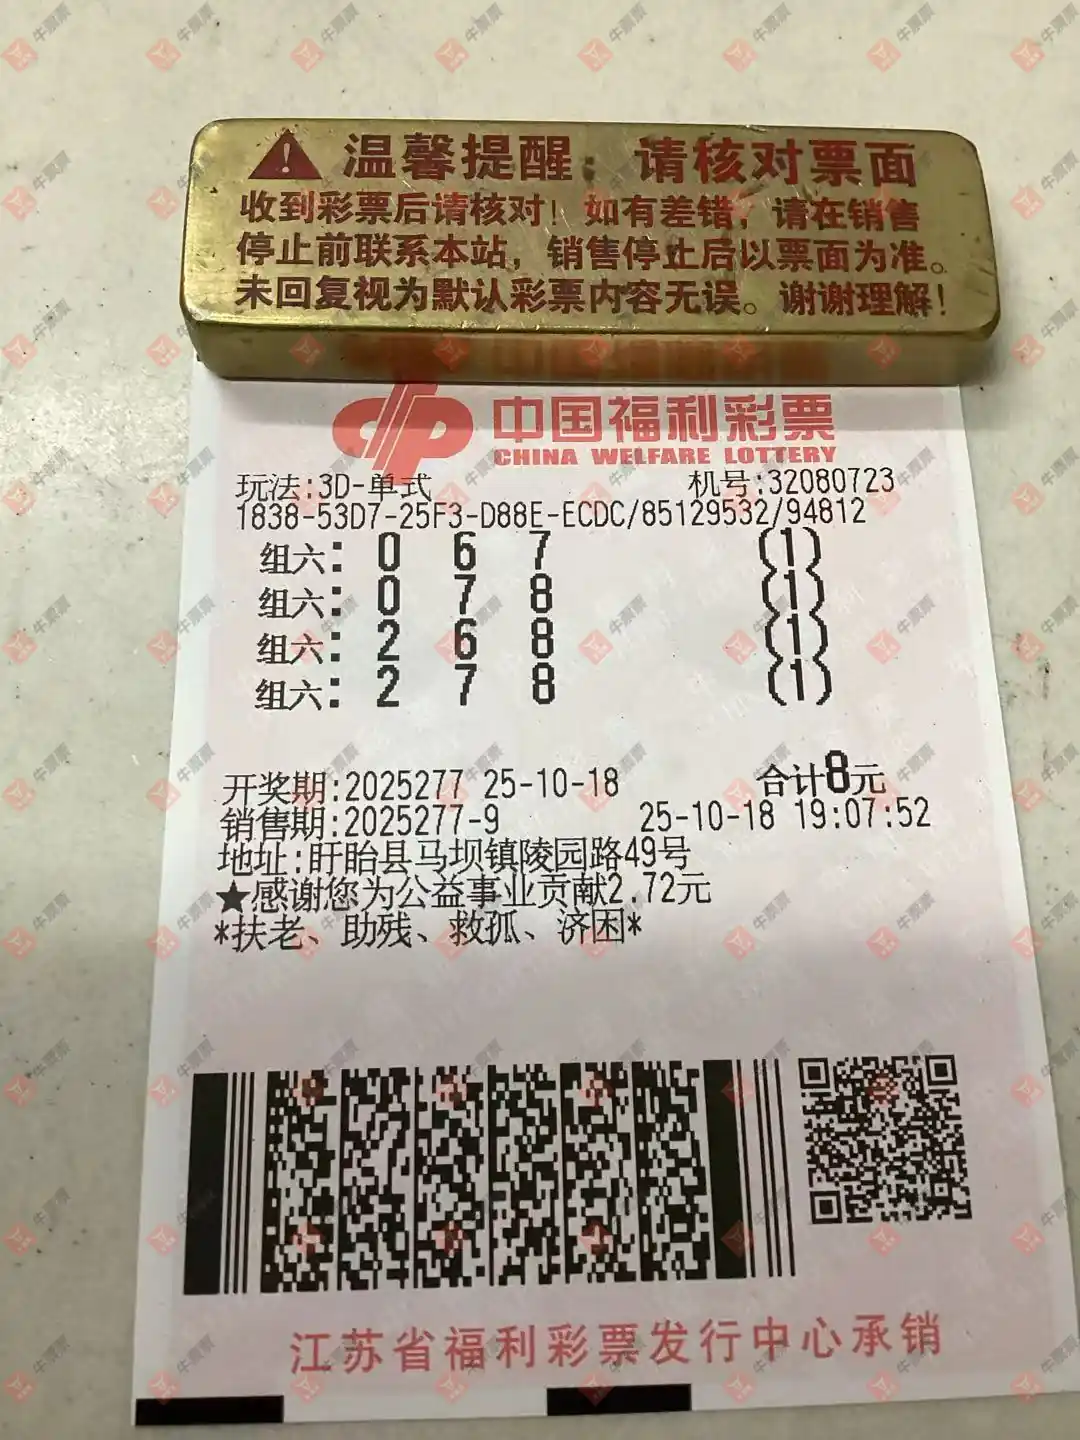 温馨提醒：请核对票面
收到彩票后请核对！如有差错，请在销售
停止前联系本站，销售停止后以票面为准。
未回复视为默认彩票内容无误。谢谢理解！
中国福利彩票
CHINA WELFARE LOTTERY
玩法:3D-单式 机号:32080723
1838-53D7-25F3-D88E-ECDC/85129532/94812
组六: 0 6 7 (1)
组六: 0 7 8 (1)
组六: 2 6 8 (1)
组六: 2 7 8 (1)
开奖期:2025277 25-10-18 合计8元
销售期:2025277-9 25-10-18 19:07:52
地址:盱眙县马坝镇陵园路49号
★感谢您为公益事业贡献2.72元
*扶老、助残、救孤、济困*
江苏省福利彩票发行中心承销